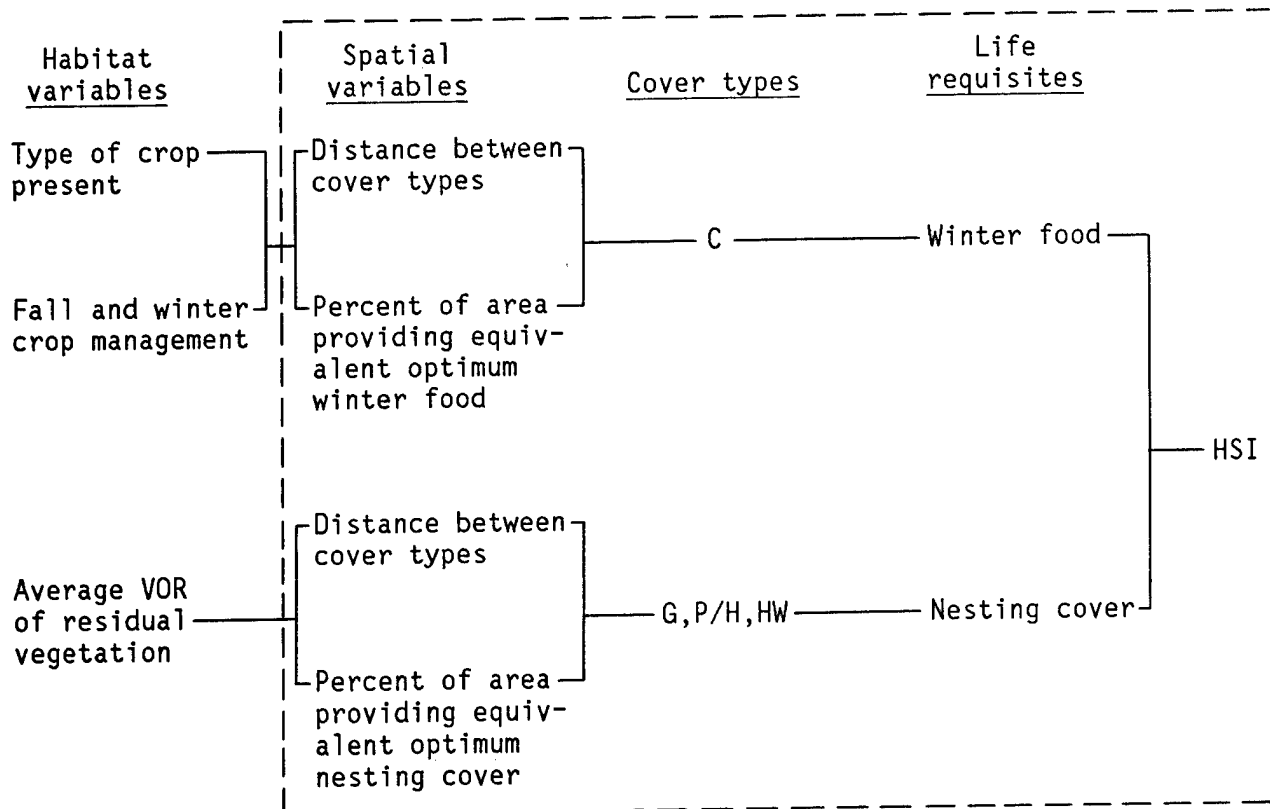 Habitat
variables
Spatial
variables
Cover types
Life
requisites
Type of crop
present
Fall and winter
crop management
Distance between
cover types
Percent of area
providing equiv-
alent optimum
winter food
C
Winter food
HSI
Average VOR
of residual
vegetation
Distance between
cover types
Percent of area
providing equiv-
alent optimum
nesting cover
G,P/H,HW
Nesting cover